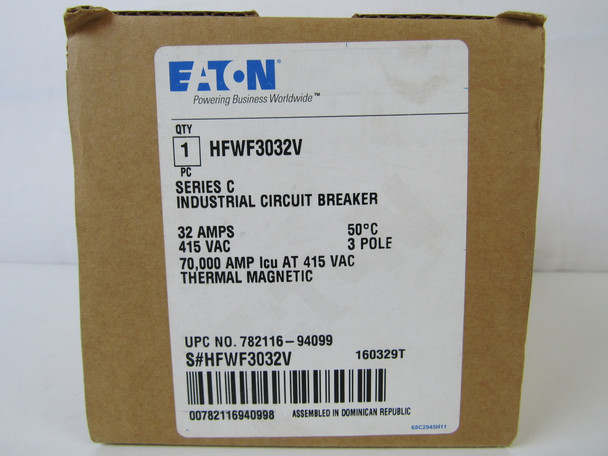 EATON
Powering Business Worldwide™
QTY
1 HFWF3032V
PC
SERIES C
INDUSTRIAL CIRCUIT BREAKER
32 AMPS 50°C
415 VAC 3 POLE
70,000 AMP Icu AT 415 VAC
THERMAL MAGNETIC
UPC NO. 782116-94099
S#HFWF3032V 160329T
00782116940998 ASSEMBLED IN DOMINICAN REPUBLIC
68C2945H11